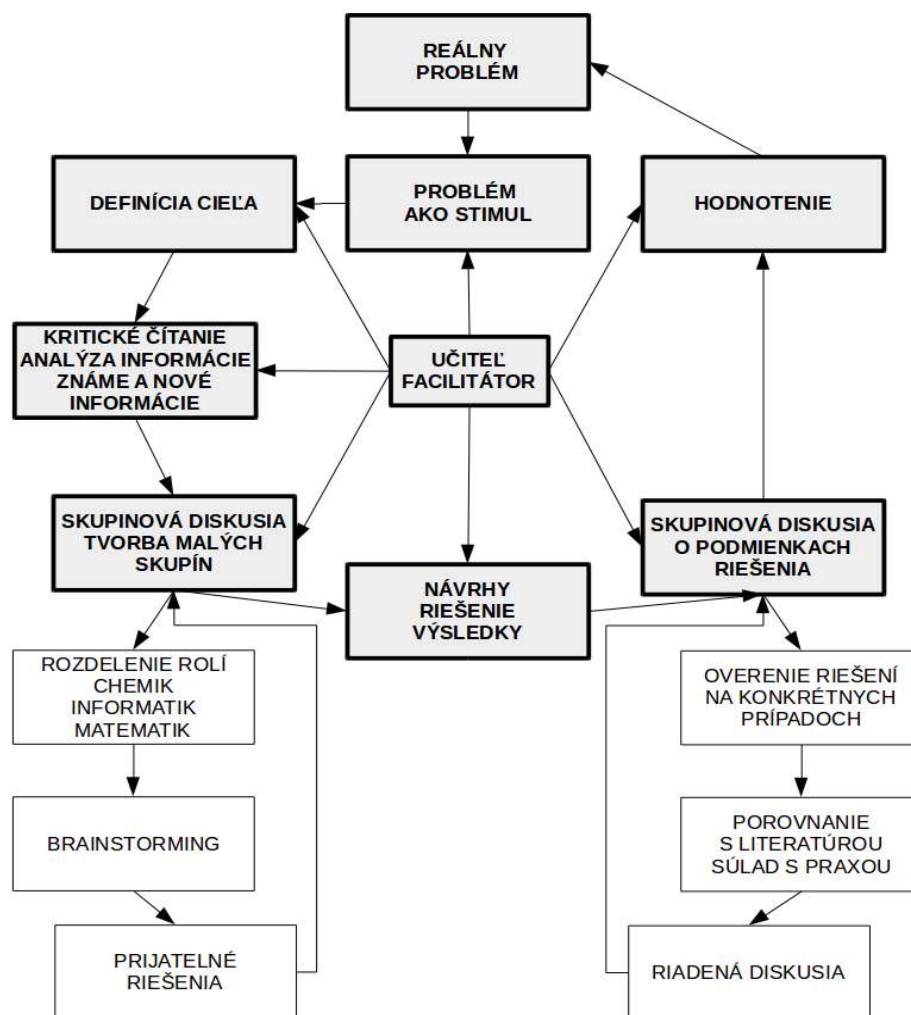 REÁLNY
PROBLÉM
DEFINÍCIA CIEĽA
PROBLÉM
AKO STIMUL
HODNOTENIE
KRITICKÉ ČÍTANIE
ANALÝZA INFORMÁCIE
ZNÁME A NOVÉ
INFORMÁCIE
UČITEĽ
FACILITÁTOR
SKUPINOVÁ DISKUSIA
TVORBA MALÝCH
SKUPÍN
NÁVRHY
RIEŠENIE
VÝSLEDKY
SKUPINOVÁ DISKUSIA
O PODMIENKACH
RIEŠENIA
ROZDELENIE ROLÍ
CHEMIK
INFORMATIK
MATEMATIK
OVERENIE RIEŠENÍ
NA KONKRÉTNYCH
PRÍPADOCH
BRAINSTORMING
POROVNANIE
S LITERATÚROU
SÚLAD S PRAXOU
PRIJATELNÉ
RIEŠENIA
RIADENÁ DISKUSIA